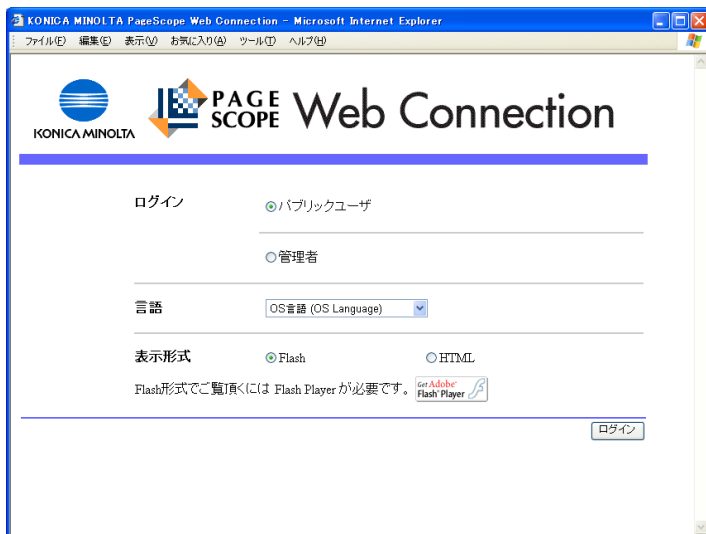 KONICA MINOLTA PageScope Web Connection - Microsoft Internet Explorer
ファイル(F) 編集(E) 表示(V) お気に入り(A) ツール(T) ヘルプ(H)
KONICA MINOLTA
PAGE SCOPE Web Connection
ログイン
パブリックユーザ
管理者
言語
OS言語 (OS Language)
表示形式
Flash
HTML
Flash形式でご覧頂くには Flash Player が必要です。
Get Adobe Flash Player
ログイン